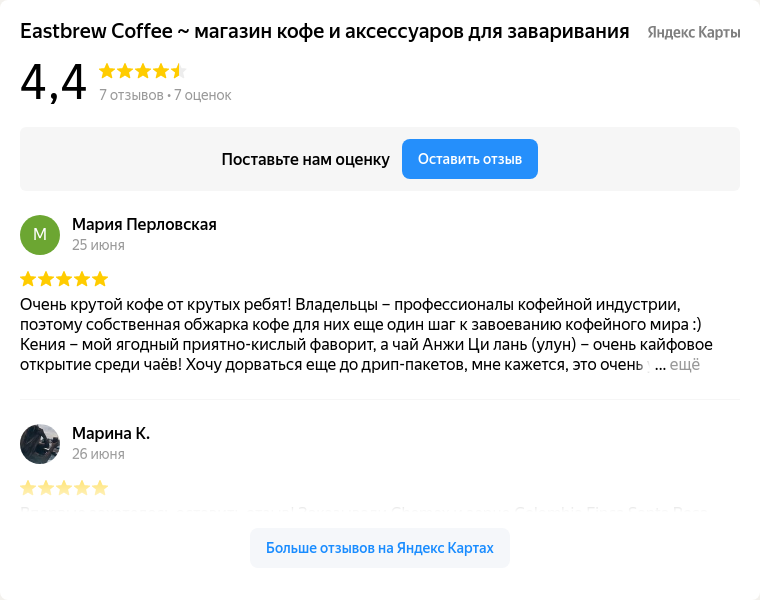 Eastbrew Coffee ~ магазин кофе и аксессуаров для заваривания
Яндекс Карты
4,4
7 отзывов • 7 оценок
Поставьте нам оценку
Оставить отзыв
М
Мария Перловская
25 июня
Очень крутой кофе от крутых ребят! Владельцы – профессионалы кофейной индустрии,
поэтому собственная обжарка кофе для них еще один шаг к завоеванию кофейного мира :)
Кения – мой ягодный приятно-кислый фаворит, а чай Анжи Ци лань (улун) – очень кайфовое
открытие среди чаёв! Хочу дорваться еще до дрип-пакетов, мне кажется, это очень ... ещё
Марина К.
26 июня
Больше отзывов на Яндекс Картах